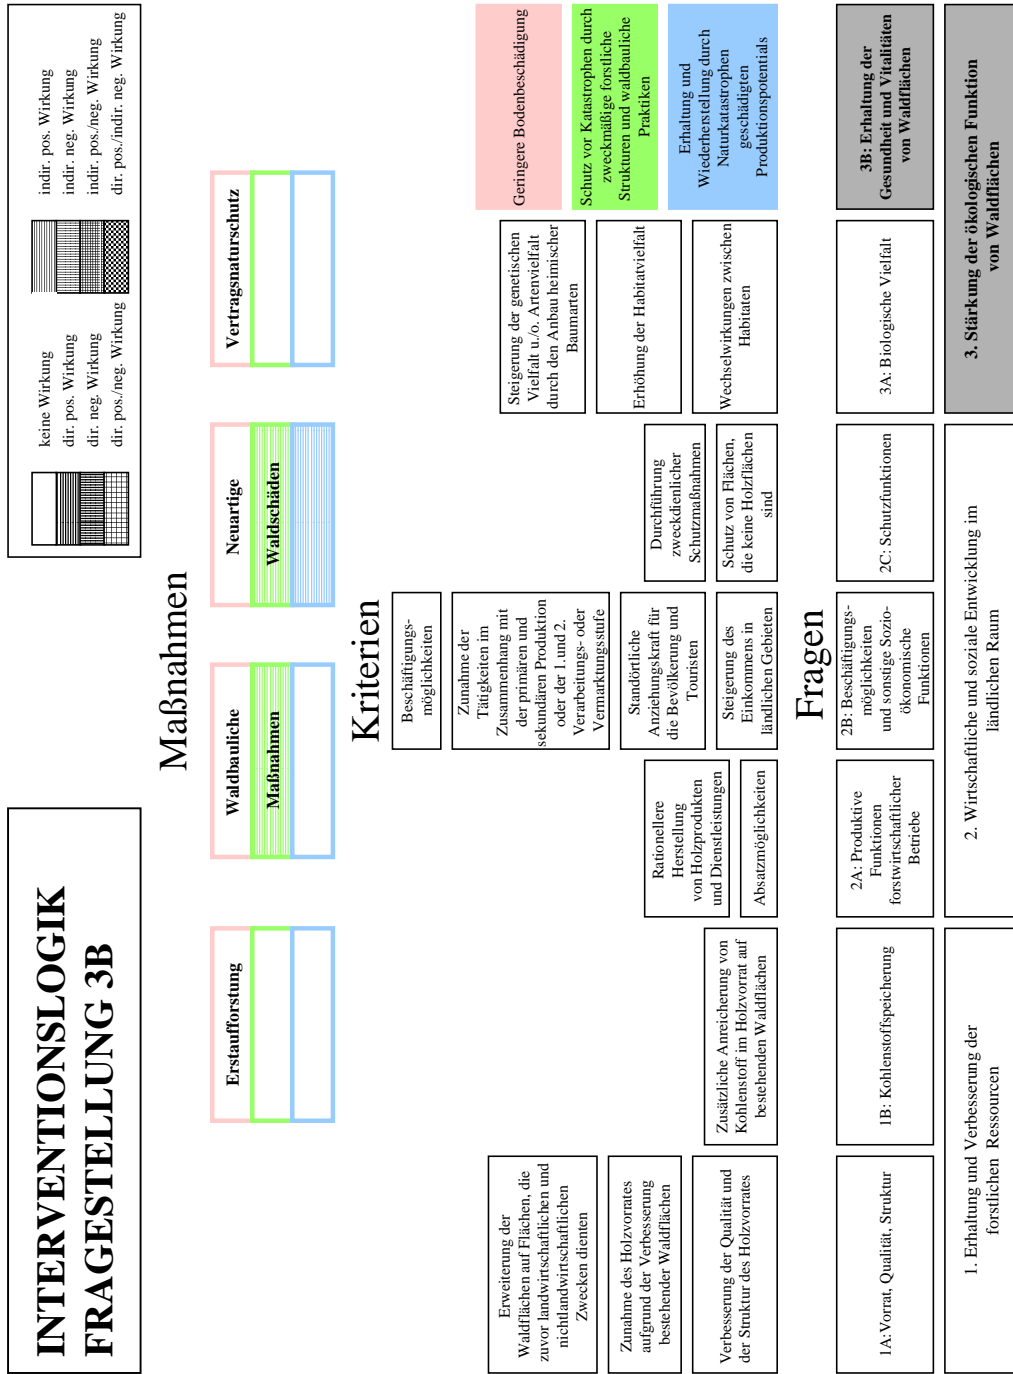 INTERVENTIONSLOGIK
FRAGESTELLUNG 3B
keine Wirkung
dir. pos. Wirkung
dir. neg. Wirkung
dir. pos./neg. Wirkung
indir. pos. Wirkung
indir. neg. Wirkung
indir. pos./neg. Wirkung
dir. pos./indir. neg. Wirkung
Maßnahmen
Erstaufforstung
Waldbauliche
Maßnahmen
Neuartige
Waldschäden
Vertragsnaturschutz
Kriterien
Erweiterung der
Waldflächen auf Flächen, die
zuvor landwirtschaftlichen und
nichtlandwirtschaftlichen
Zwecken dienten
Zunahme des Holzvorrates
aufgrund der Verbesserung
bestehender Waldflächen
Verbesserung der Qualität und
der Struktur des Holzvorrates
Zusätzliche Anreicherung von
Kohlenstoff im Holzvorrat auf
bestehenden Waldflächen
Rationellere
Herstellung
von Holzprodukten
und Dienstleistungen
Absatzmöglichkeiten
Beschäftigungs-
möglichkeiten
Zunahme der
Tätigkeiten im
Zusammenhang mit
der primären und
sekundären Produktion
oder der 1. und 2.
Verarbeitungs- oder
Vermarktungsstufe
Standörtliche
Anziehungskraft für
die Bevölkerung und
Touristen
Steigerung des
Einkommens in
ländlichen Gebieten
Durchführung
zweckdienlicher
Schutzmaßnahmen
Schutz von Flächen,
die keine Holzflächen
sind
Steigerung der genetischen
Vielfalt u./o. Artenvielfalt
durch den Anbau heimischer
Baumarten
Erhöhung der Habitatvielfalt
Wechselwirkungen zwischen
Habitaten
Geringere Bodenbeschädigung
Schutz vor Katastrophen durch
zweckmäßige forstliche
Strukturen und waldbauliche
Praktiken
Erhaltung und
Wiederherstellung durch
Naturkatastrophen
geschädigten
Produktionspotentials
Fragen
1A: Vorrat, Qualität, Struktur
1B: Kohlenstoffspeicherung
2A: Produktive
Funktionen
forstwirtschaftlicher
Betriebe
2B: Beschäftigungs-
möglichkeiten
und sonstige Sozio-
ökonomische
Funktionen
2C: Schutzfunktionen
3A: Biologische Vielfalt
3B: Erhaltung der
Gesundheit und Vitalitäten
von Waldflächen
1. Erhaltung und Verbesserung der
forstlichen Ressourcen
2. Wirtschaftliche und soziale Entwicklung im
ländlichen Raum
3. Stärkung der ökologischen Funktion
von Waldflächen